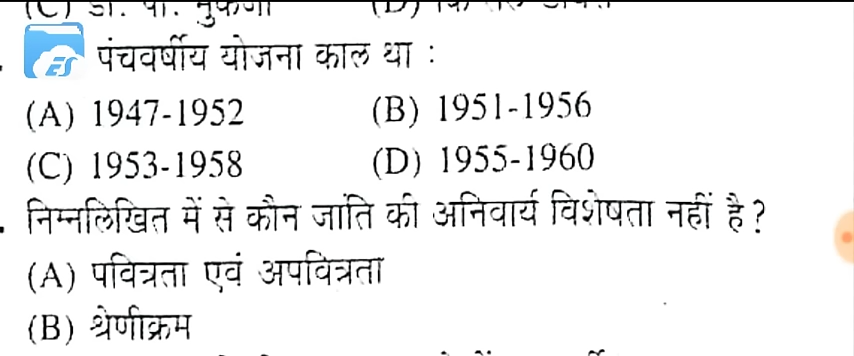 पंचवर्षीय योजना काल था :
(A) 1947-1952 (B) 1951-1956
(C) 1953-1958 (D) 1955-1960
निम्नलिखित में से कौन जाति की अनिवार्य विशेषता नहीं है?
(A) पवित्रता एवं अपवित्रता
(B) श्रेणीक्रम